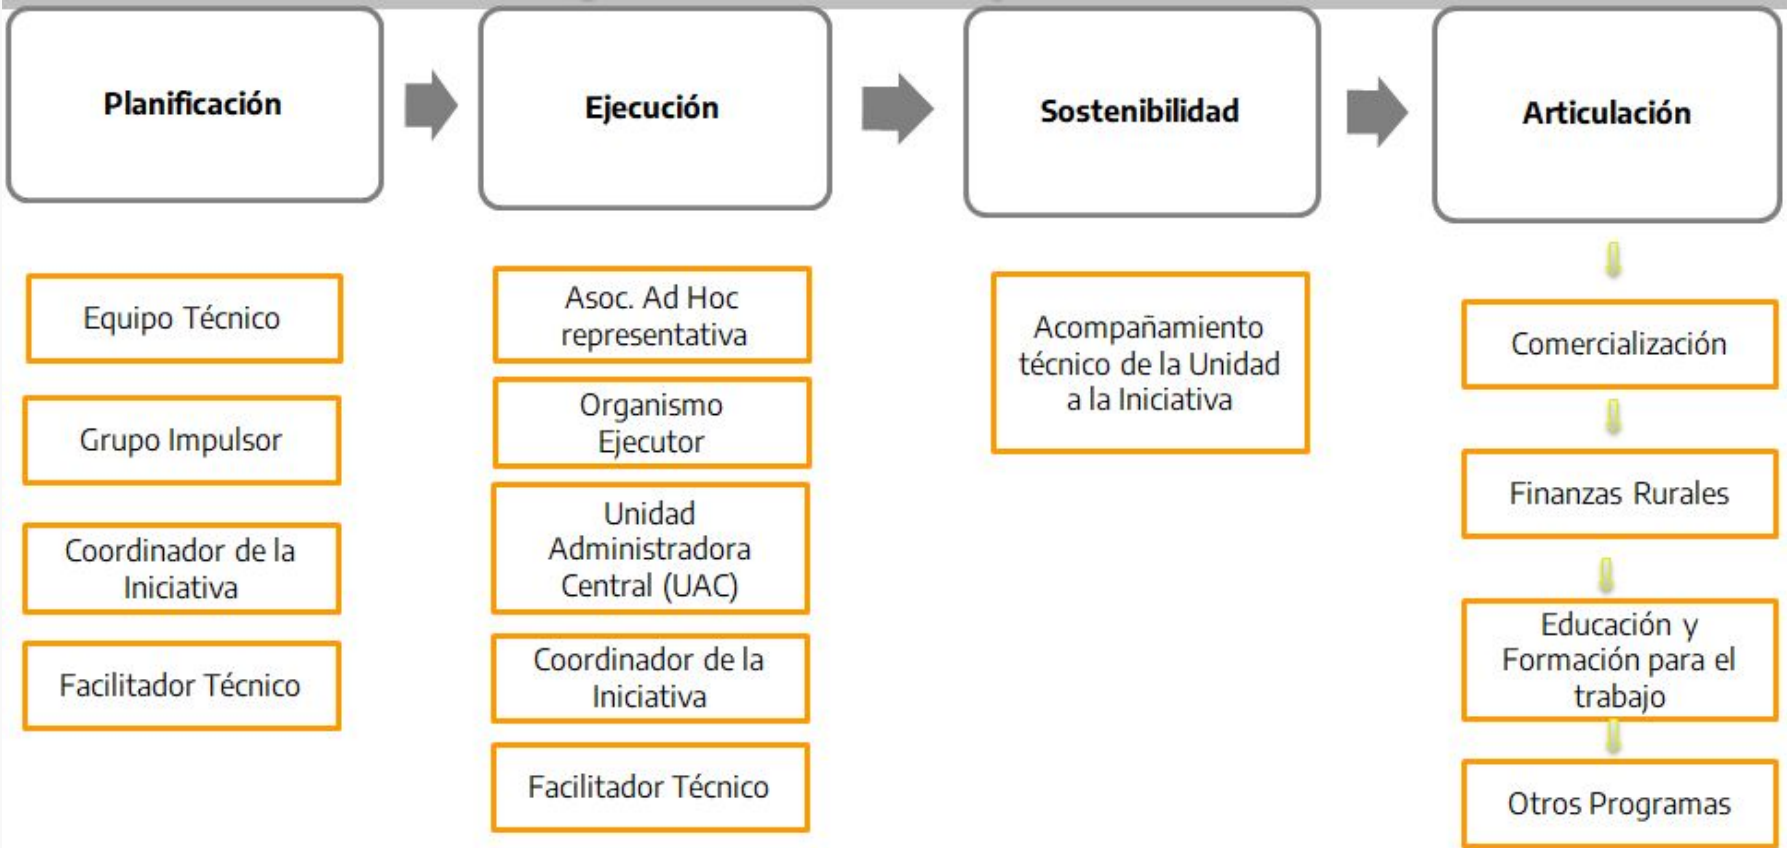 Planificación
Ejecución
Sostenibilidad
Articulación
Equipo Técnico
Grupo Impulsor
Coordinador de la
Iniciativa
Facilitador Técnico
Asoc. Ad Hoc
representativa
Organismo
Ejecutor
Unidad
Administradora
Central (UAC)
Coordinador de la
Iniciativa
Facilitador Técnico
Acompañamiento
técnico de la Unidad
a la Iniciativa
Comercialización
Finanzas Rurales
Educación y
Formación para el
trabajo
Otros Programas